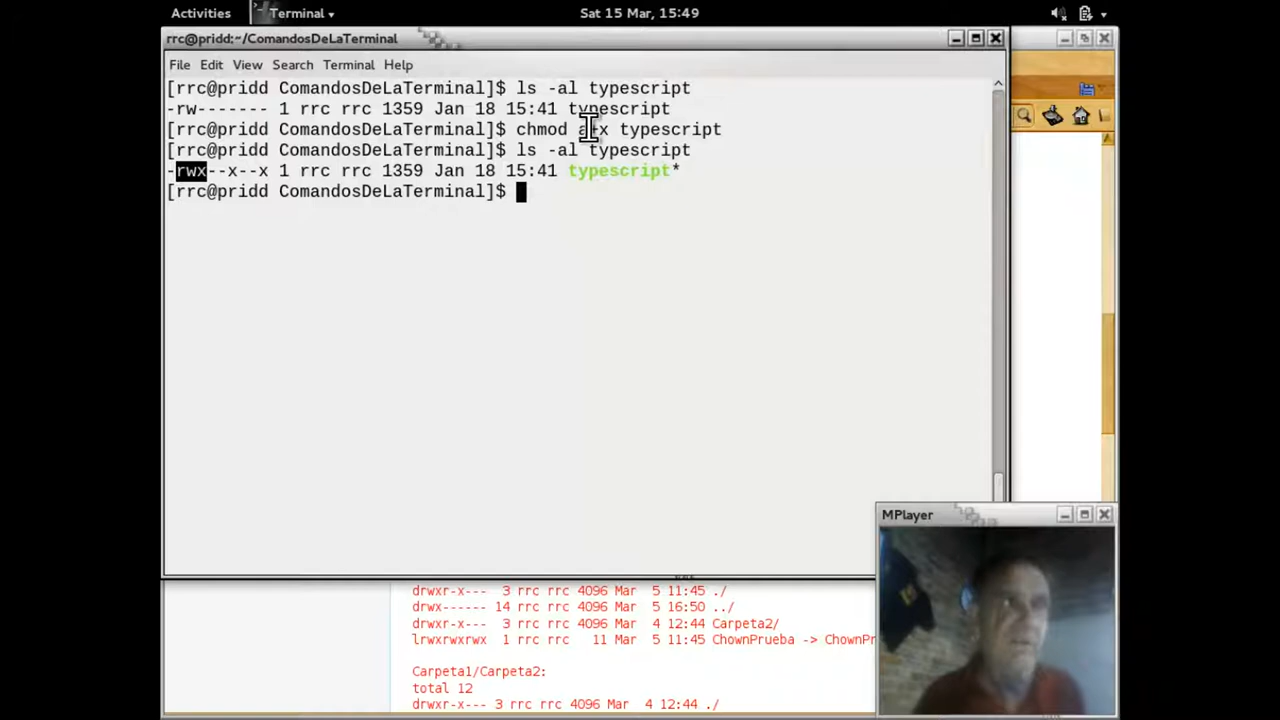 Activities Terminal Sat 15 Mar, 15:49
rrc@pridd:~/ComandosDeLaTerminal
File Edit View Search Terminal Help
[rrc@pridd ComandosDeLaTerminal]$ ls -al typescript
-rw------- 1 rrc rrc 1359 Jan 18 15:41 typescript
[rrc@pridd ComandosDeLaTerminal]$ chmod a+x typescript
[rrc@pridd ComandosDeLaTerminal]$ ls -al typescript
-rwx--x--x 1 rrc rrc 1359 Jan 18 15:41 typescript*
[rrc@pridd ComandosDeLaTerminal]$
MPlayer
drwxr-x--- 3 rrc rrc 4096 Mar 5 11:45 ./
drwx------ 14 rrc rrc 4096 Mar 5 16:50 ../
drwxr-x--- 3 rrc rrc 4096 Mar 4 12:44 Carpeta2/
lrwxrwxrwx 1 rrc rrc 11 Mar 5 11:45 ChownPrueba -> ChownPr
Carpeta1/Carpeta2:
total 12
drwxr-x--- 3 rrc rrc 4096 Mar 4 12:44 ./